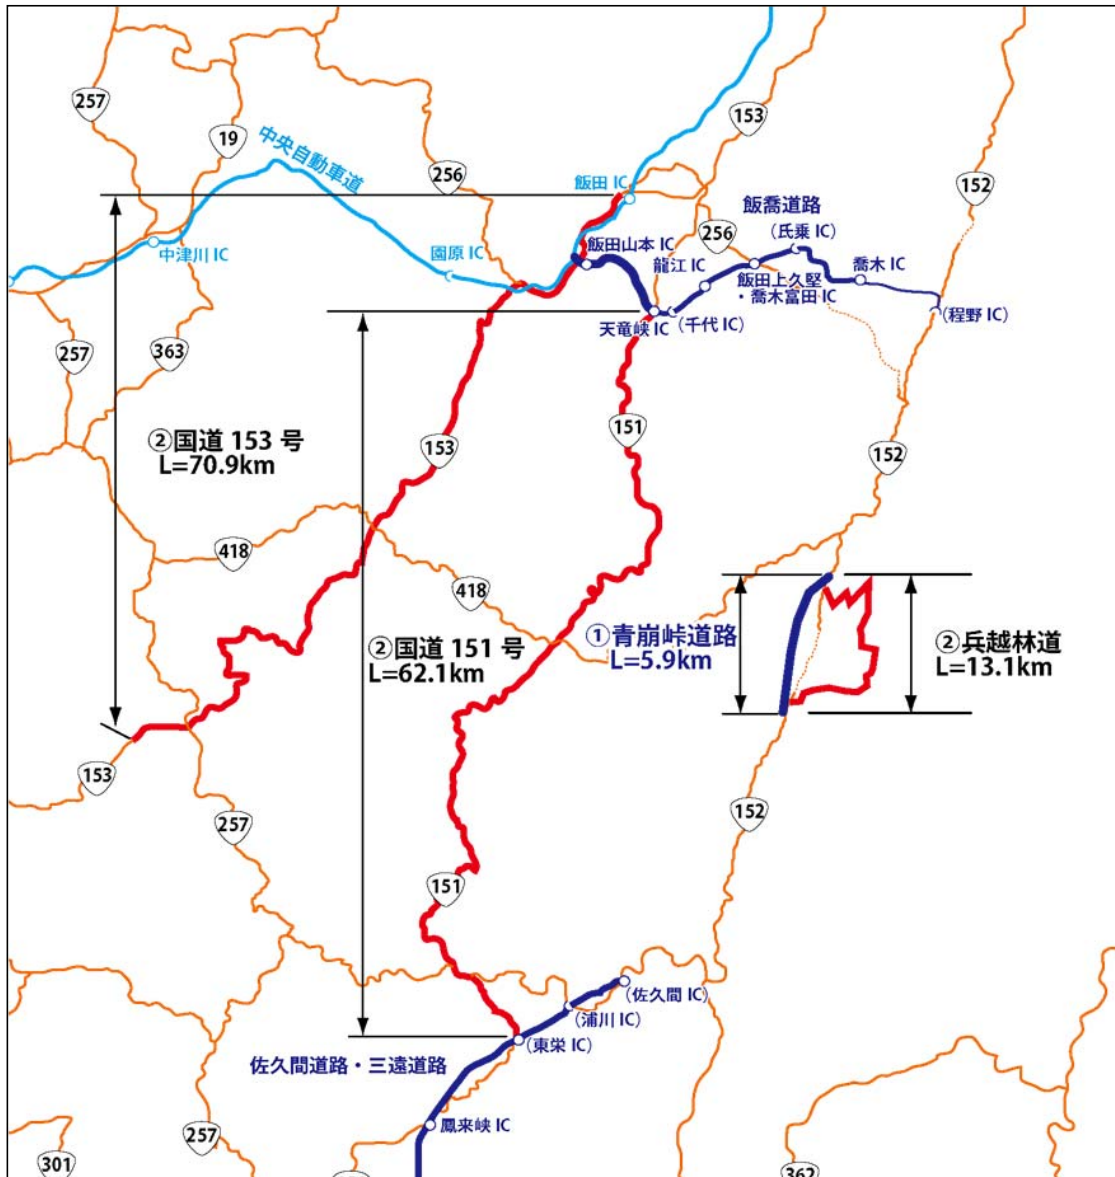 257
19
中央自動車道
256
153
飯田 IC
152
飯喬道路
(氏乗 IC)
256
飯田山本 IC
中津川 IC
園原 IC
龍江 IC
喬木 IC
飯田上久堅
・喬木富田 IC
天竜峡 IC
(千代 IC)
(程野 IC)
257
363
②国道 153 号
L=70.9km
153
151
152
418
418
②国道 151 号
L=62.1km
①青崩峠道路
L=5.9km
②兵越林道
L=13.1km
153
257
152
151
(佐久間 IC)
(浦川 IC)
(東栄 IC)
佐久間道路・三遠道路
鳳来峡 IC
257
301
362